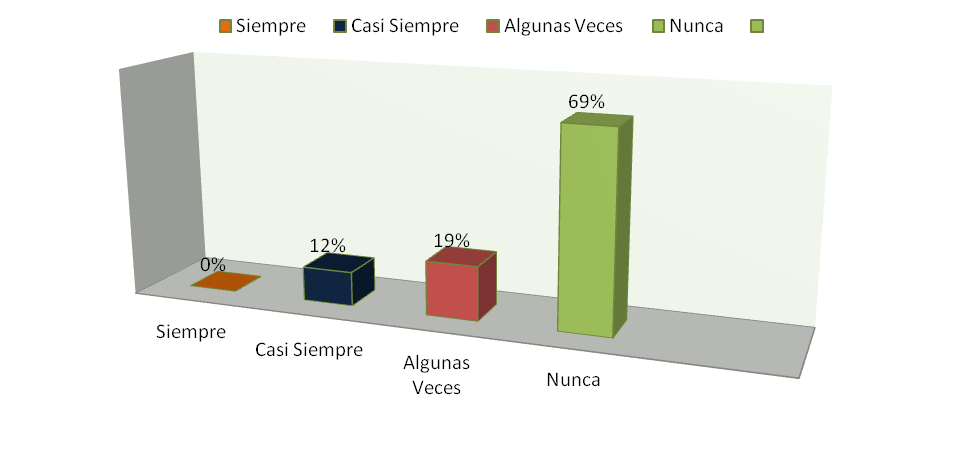 Siempre Casi Siempre Algunas Veces Nunca
69%
19%
12%
0%
Siempre
Casi Siempre
Algunas
Veces
Nunca